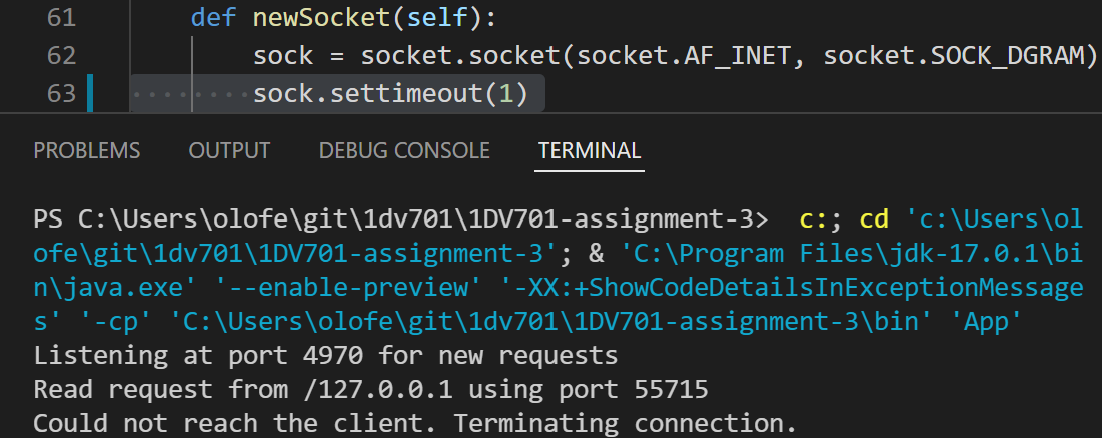 61 def newSocket(self):
62 sock = socket.socket(socket.AF_INET, socket.SOCK_DGRAM)
63 sock.settimeout(1)
PROBLEMS OUTPUT DEBUG CONSOLE TERMINAL
PS C:\Users\olofe\git\1dv701\1DV701-assignment-3>  c:; cd 'c:\Users\ol
ofe\git\1dv701\1DV701-assignment-3'; & 'C:\Program Files\jdk-17.0.1\bi
n\java.exe' '--enable-preview' '-XX:+ShowCodeDetailsInExceptionMessage
s' '-cp' 'C:\Users\olofe\git\1dv701\1DV701-assignment-3\bin' 'App'
Listening at port 4970 for new requests
Read request from /127.0.0.1 using port 55715
Could not reach the client. Terminating connection.